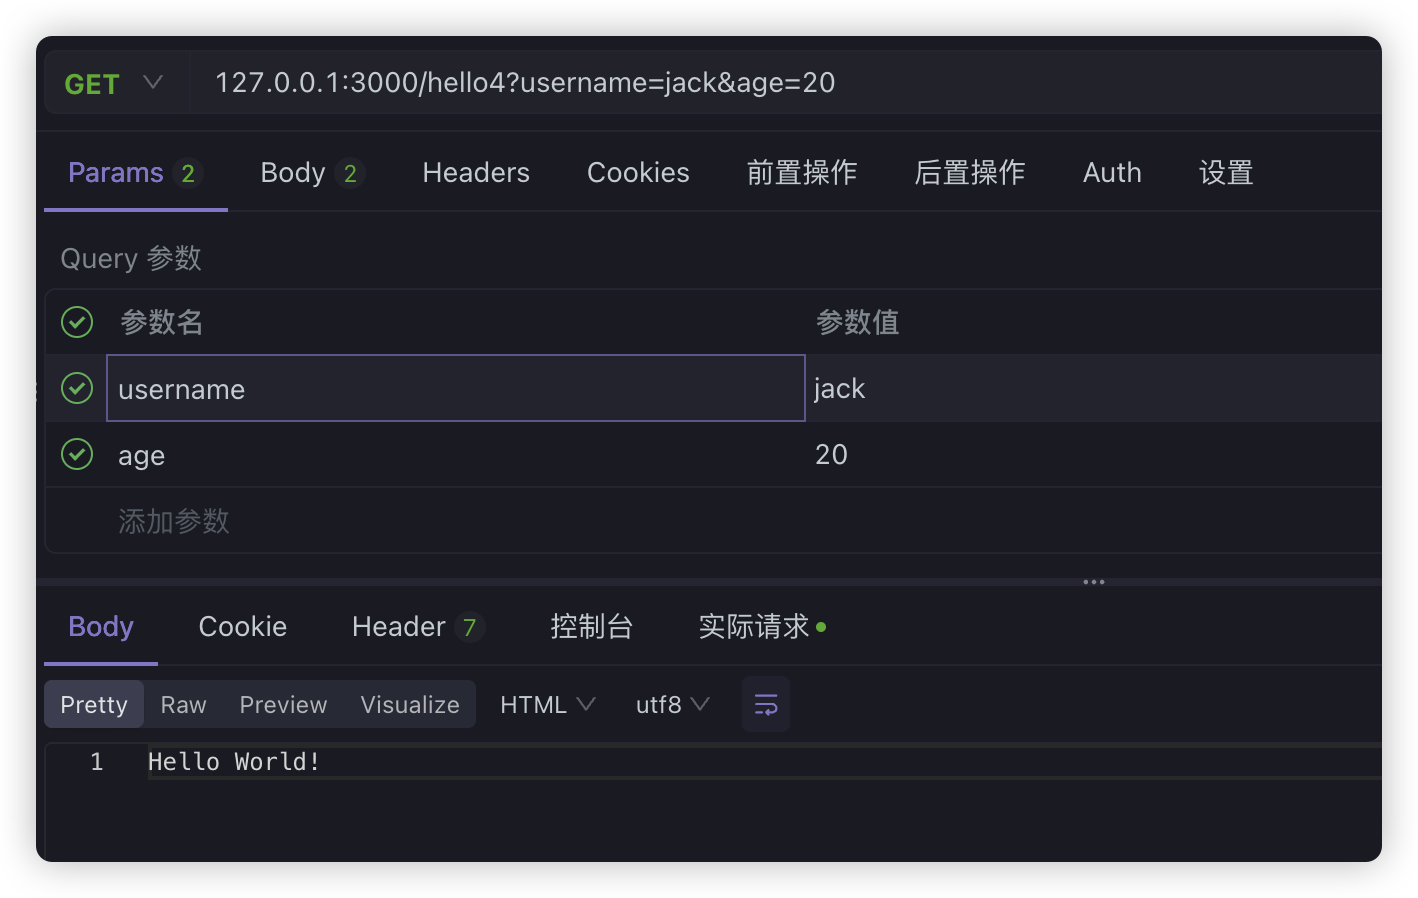 GET 127.0.0.1:3000/hello4?username=jack&age=20
Params 2 Body 2 Headers Cookies 前置操作 后置操作 Auth 设置
Query 参数
参数名 参数值
username jack
age 20
添加参数
Body Cookie Header 7 控制台 实际请求
Pretty Raw Preview Visualize HTML utf8
1 Hello World!